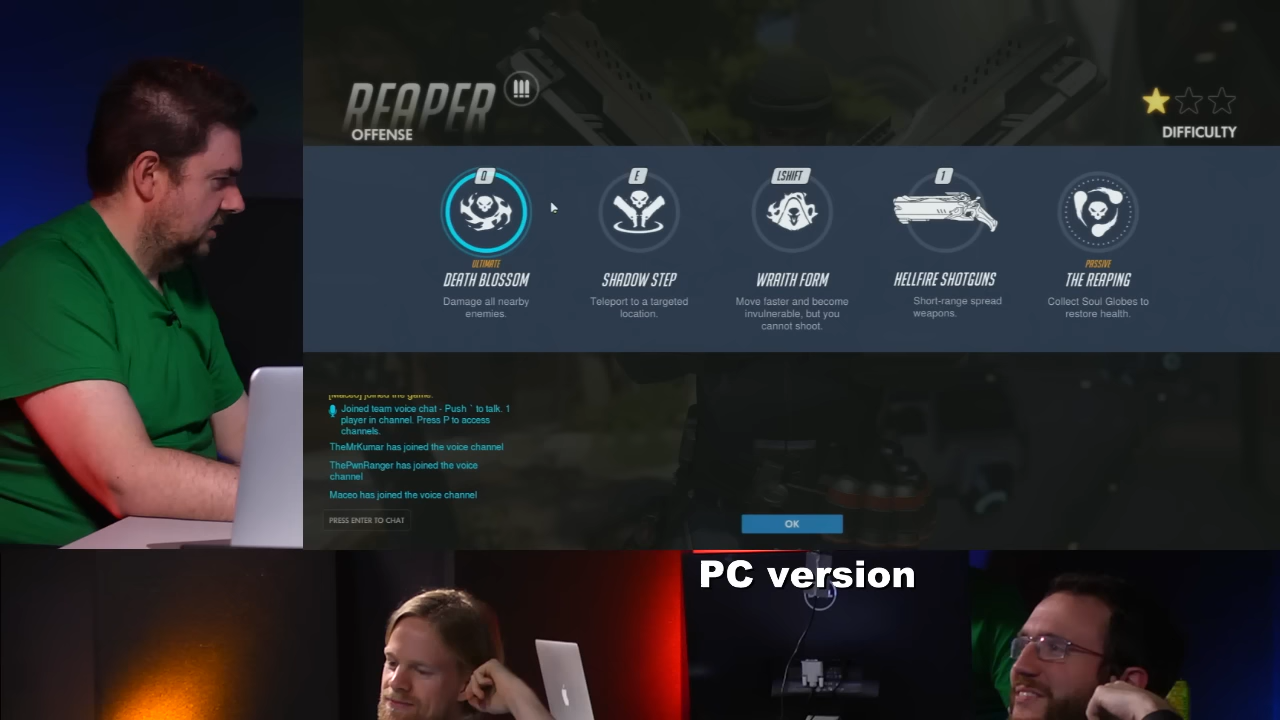 REAPER
OFFENSE
DIFFICULTY
Q
E
LSHIFT
1
ULTIMATE
PASSIVE
DEATH BLOSSOM
SHADOW STEP
WRAITH FORM
HELLFIRE SHOTGUNS
THE REAPING
Damage all nearby
enemies.
Teleport to a targeted
location.
Move faster and become
invulnerable, but you
cannot shoot.
Short-range spread
weapons.
Collect Soul Globes to
restore health.
[Maceo] joined the game.
Joined team voice chat - Push ` to talk. 1
player in channel. Press P to access
channels.
TheMrKumar has joined the voice channel
ThePwnRanger has joined the voice
channel
Maceo has joined the voice channel
PRESS ENTER TO CHAT
OK
PC version